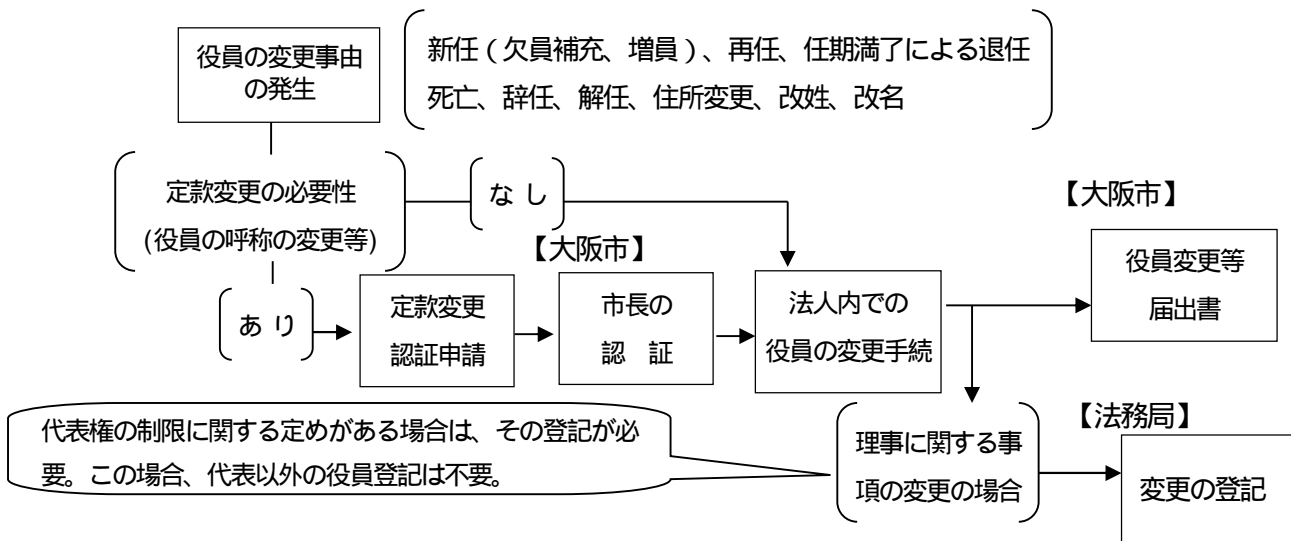 役員の変更事由
の発生
新任（欠員補充、増員）、再任、任期満了による退任
死亡、辞任、解任、住所変更、改姓、改名
定款変更の必要性
(役員の呼称の変更等)
な し
あ り
定款変更
認証申請
【大阪市】
市長の
認　証
法人内での
役員の変更手続
【大阪市】
役員変更等
届出書
代表権の制限に関する定めがある場合は、その登記が必
要。この場合、代表以外の役員登記は不要。
理事に関する事
項の変更の場合
【法務局】
変更の登記